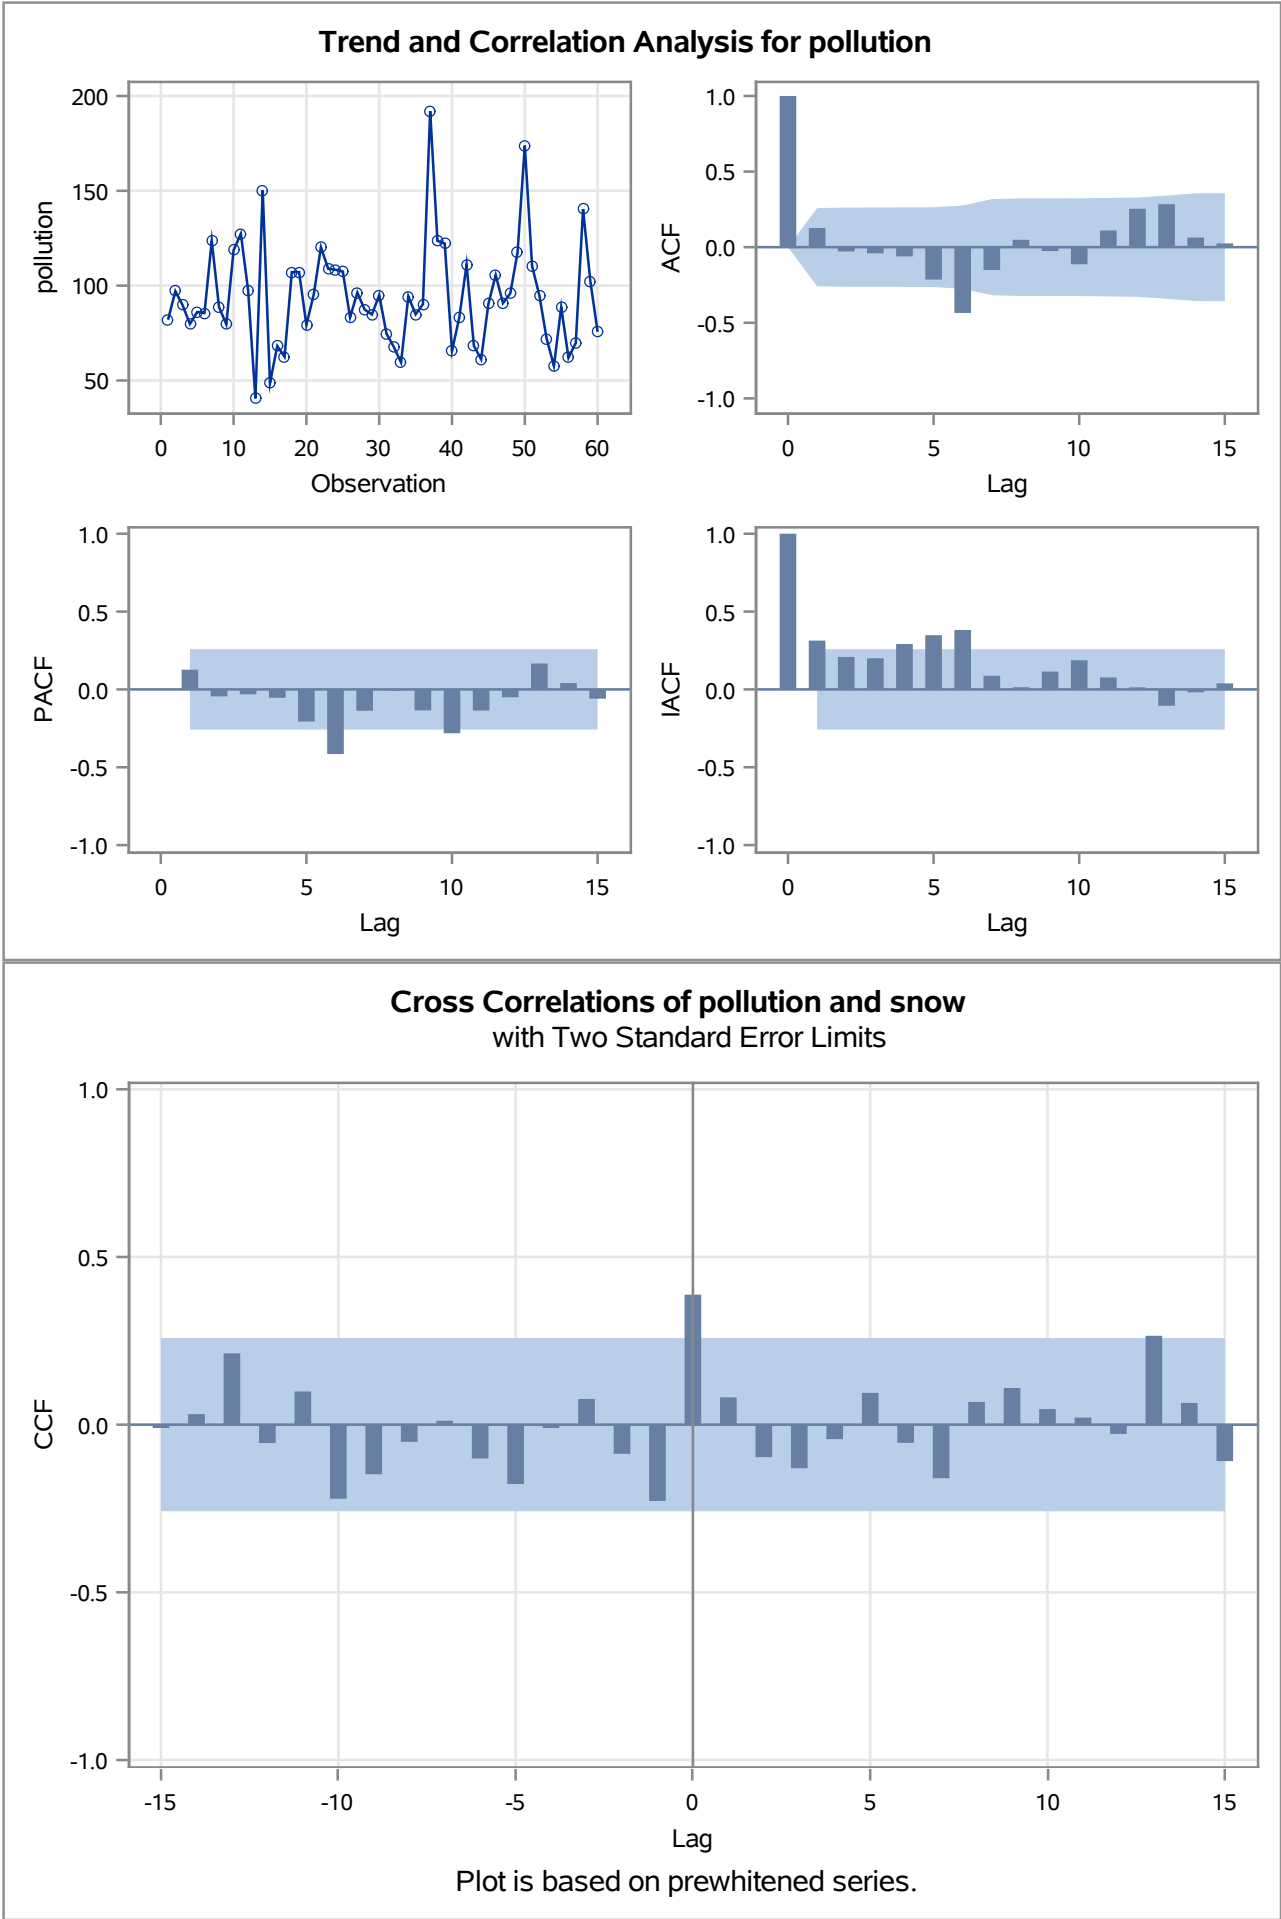 Trend and Correlation Analysis for pollution
200
150
100
50
pollution
0 10 20 30 40 50 60
Observation
1.0
0.5
0.0
-0.5
-1.0
ACF
0 5 10 15
Lag
1.0
0.5
0.0
-0.5
-1.0
PACF
0 5 10 15
Lag
1.0
0.5
0.0
-0.5
-1.0
IACF
0 5 10 15
Lag
Cross Correlations of pollution and snow
with Two Standard Error Limits
1.0
0.5
0.0
-0.5
-1.0
CCF
-15 -10 -5 0 5 10 15
Lag
Plot is based on prewhitened series.